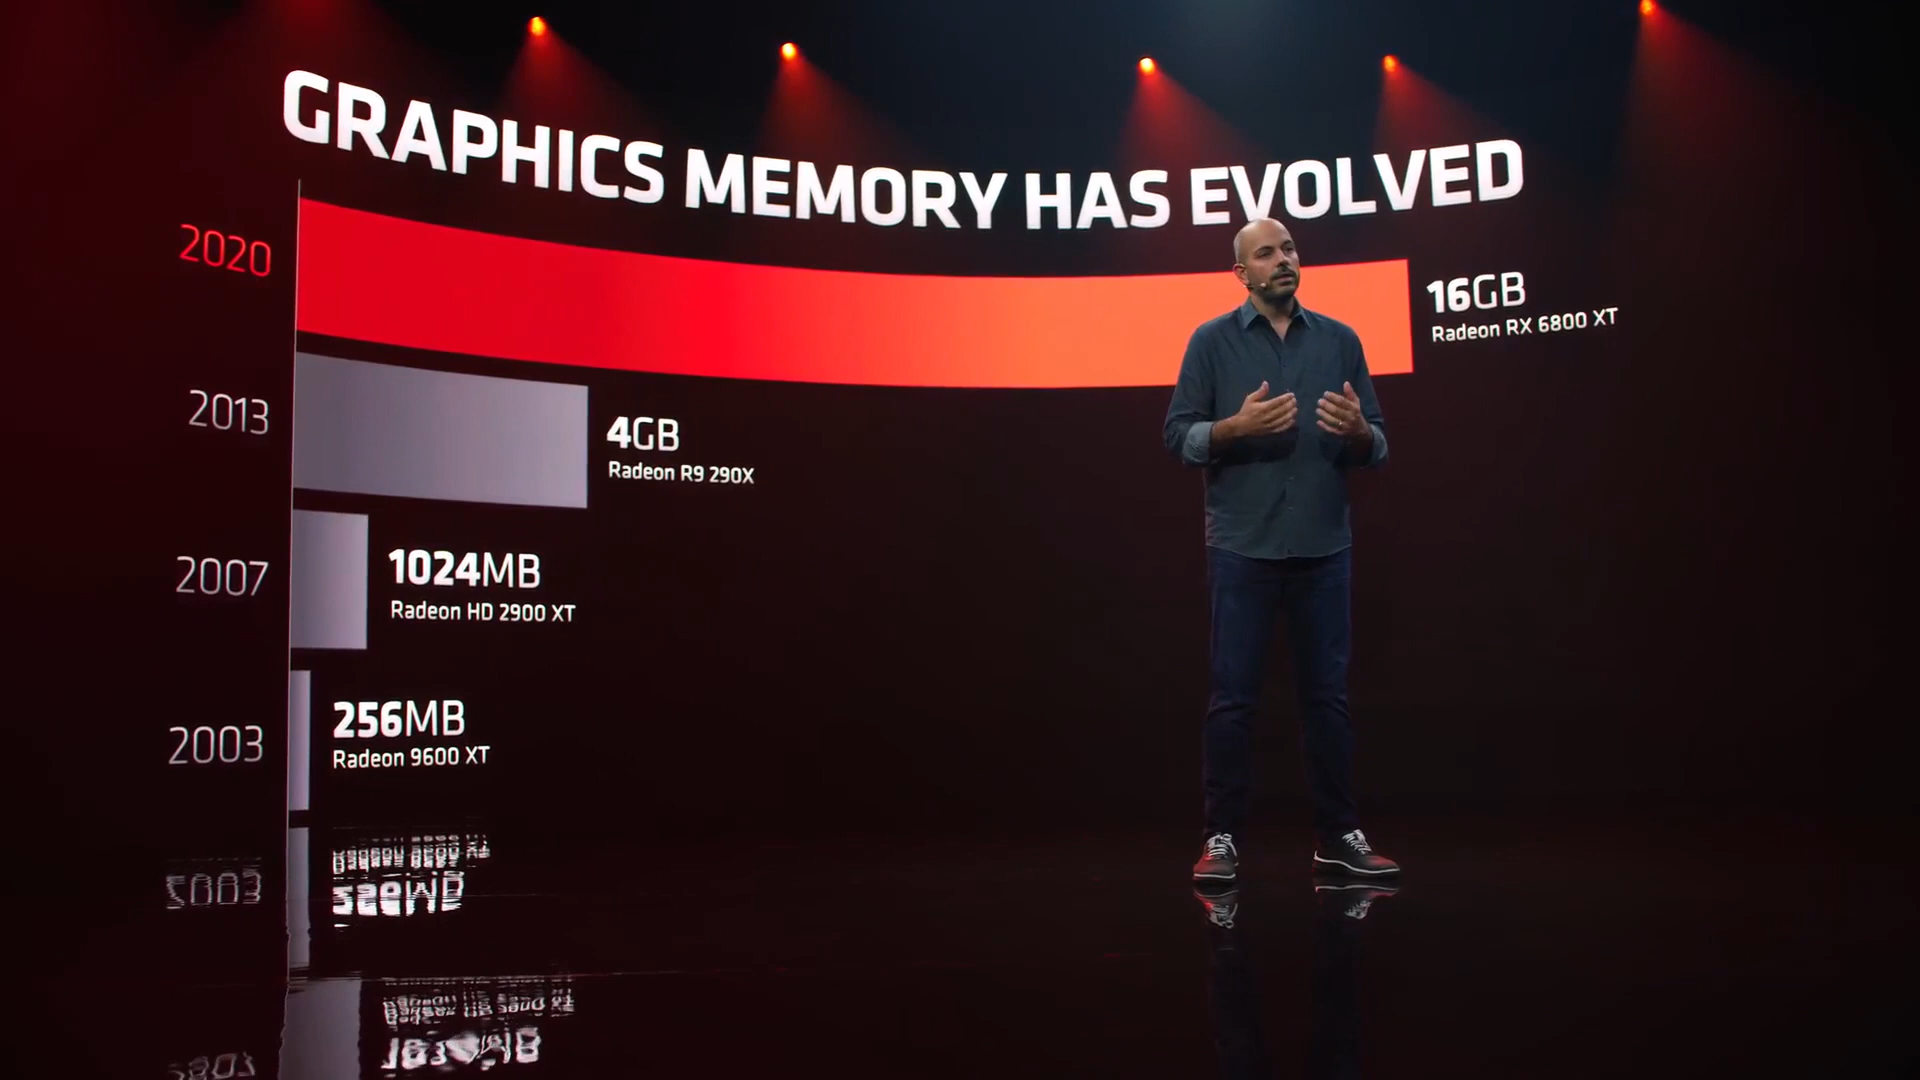 GRAPHICS MEMORY HAS EVOLVED
2020
16GB
Radeon RX 6800 XT
2013
4GB
Radeon R9 290X
2007
1024MB
Radeon HD 2900 XT
2003
256MB
Radeon 9600 XT